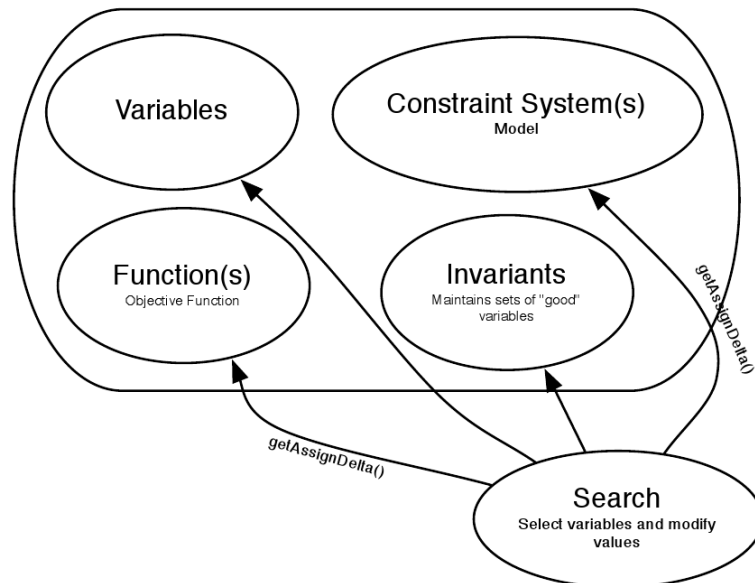 Variables
Constraint System(s)
Model
Function(s)
Objective Function
Invariants
Maintains sets of "good"
variables
getAssignDelta()
getAssignDelta()
Search
Select variables and modify
values